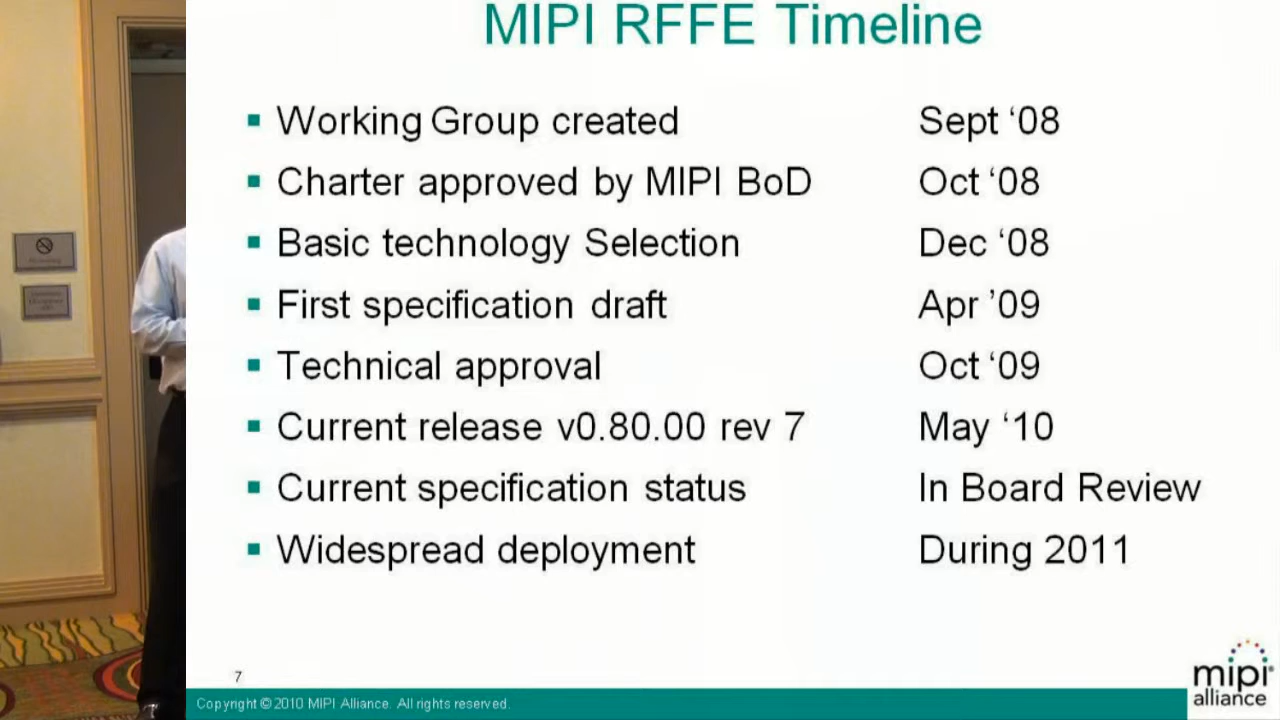 MIPI RFFE Timeline
▪ Working Group created Sept ‘08
▪ Charter approved by MIPI BoD Oct ‘08
▪ Basic technology Selection Dec ‘08
▪ First specification draft Apr ’09
▪ Technical approval Oct ‘09
▪ Current release v0.80.00 rev 7 May ‘10
▪ Current specification status In Board Review
▪ Widespread deployment During 2011
7
Copyright © 2010 MIPI Alliance. All rights reserved.
mipi®
alliance